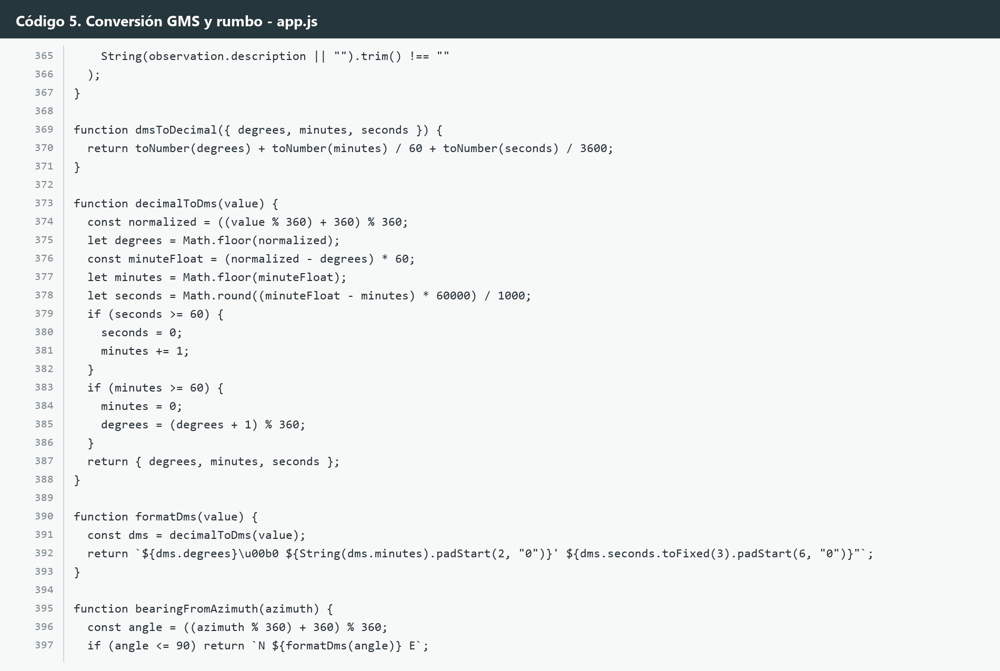 Código 5. Conversión GMS y rumbo - app.js
365     String(observation.description || "").trim() !== ""
366   );
367 }
368
369 function dmsToDecimal({ degrees, minutes, seconds }) {
370   return toNumber(degrees) + toNumber(minutes) / 60 + toNumber(seconds) / 3600;
371 }
372
373 function decimalToDms(value) {
374   const normalized = ((value % 360) + 360) % 360;
375   let degrees = Math.floor(normalized);
376   const minuteFloat = (normalized - degrees) * 60;
377   let minutes = Math.floor(minuteFloat);
378   let seconds = Math.round((minuteFloat - minutes) * 60000) / 1000;
379   if (seconds >= 60) {
380     seconds = 0;
381     minutes += 1;
382   }
383   if (minutes >= 60) {
384     minutes = 0;
385     degrees = (degrees + 1) % 360;
386   }
387   return { degrees, minutes, seconds };
388 }
389
390 function formatDms(value) {
391   const dms = decimalToDms(value);
392   return `${dms.degrees}\u00b0 ${String(dms.minutes).padStart(2, "0")}' ${dms.seconds.toFixed(3).padStart(6, "0")}"`;
393 }
394
395 function bearingFromAzimuth(azimuth) {
396   const angle = ((azimuth % 360) + 360) % 360;
397   if (angle <= 90) return `N ${formatDms(angle)} E`;